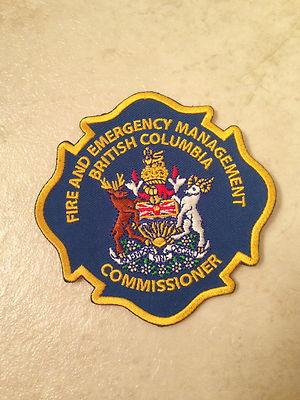 FIRE AND EMERGENCY MANAGEMENT
BRITISH COLUMBIA
COMMISSIONER